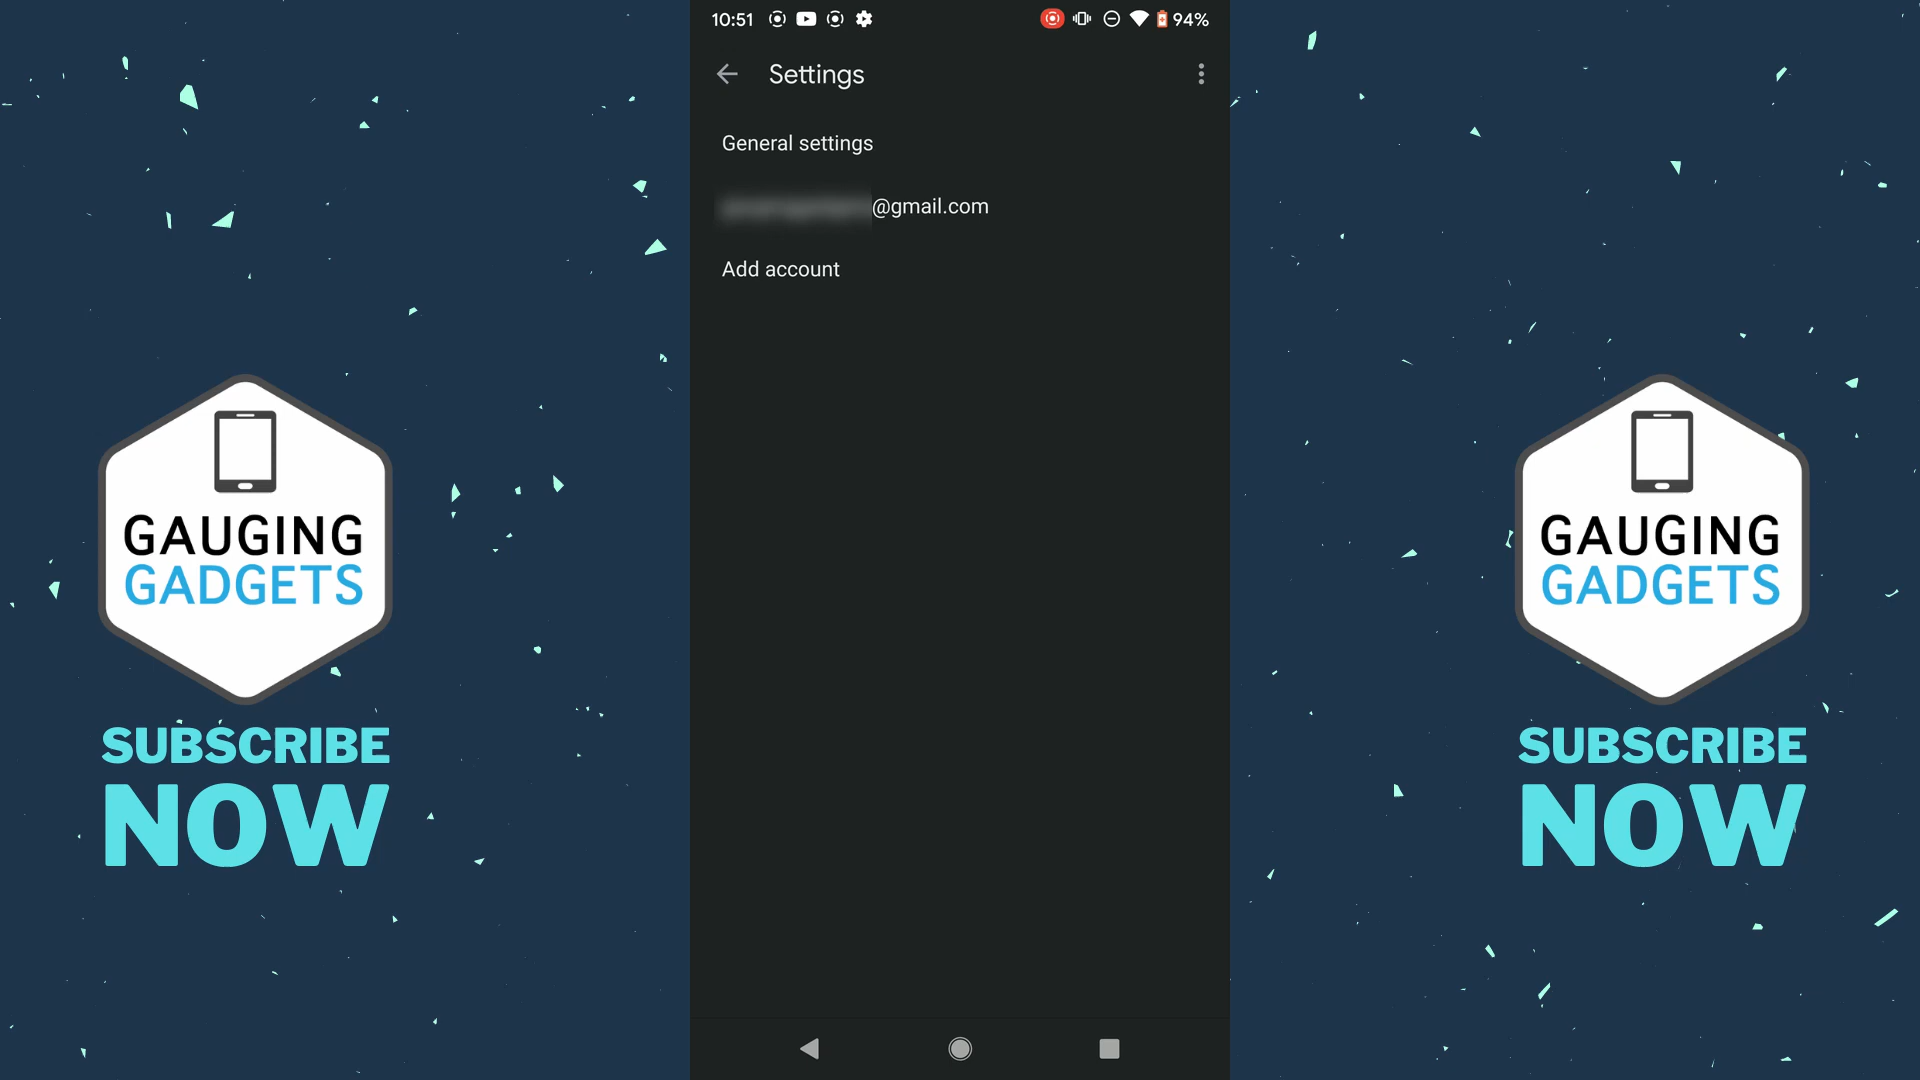 10:51
94%
Settings
General settings
@gmail.com
Add account
GAUGING
GADGETS
SUBSCRIBE
NOW
GAUGING
GADGETS
SUBSCRIBE
NOW